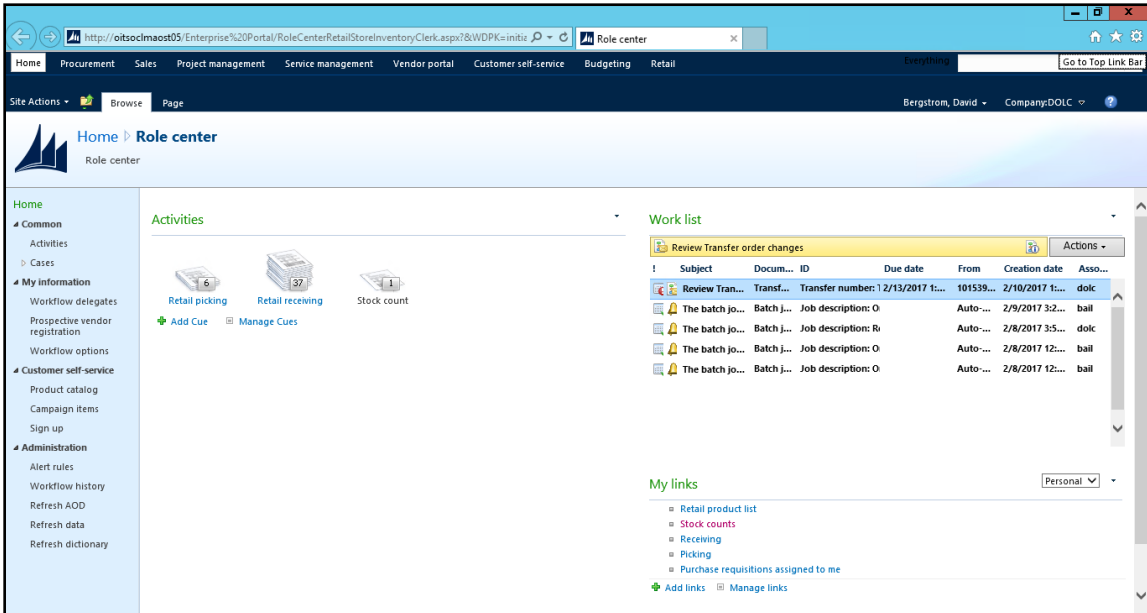 http://oitsoclmaost05/Enterprise%20Portal/RoleCenterRetailStoreInventoryClerk.aspx?&WDPK=initia
Role center
Home Procurement Sales Project management Service management Vendor portal Customer self-service Budgeting Retail Everything Go to Top Link Bar
Site Actions Browse Page Bergstrom, David Company:DOLC
Home Role center
Role center
Home
Common
Activities
Cases
My information
Workflow delegates
Prospective vendor
registration
Workflow options
Customer self-service
Product catalog
Campaign items
Sign up
Administration
Alert rules
Workflow history
Refresh AOD
Refresh data
Refresh dictionary
Activities
6 37 1
Retail picking Retail receiving Stock count
Add Cue Manage Cues
Work list
Review Transfer order changes Actions
! Subject Docum... ID Due date From Creation date Asso...
Review Tran... Transf... Transfer number: 1 2/13/2017 1:... 101539... 2/10/2017 1:... dolc
The batch jo... Batch j... Job description: O Auto-... 2/9/2017 3:2... bail
The batch jo... Batch j... Job description: Re Auto-... 2/8/2017 3:5... dolc
The batch jo... Batch j... Job description: O Auto-... 2/8/2017 12:... bail
The batch jo... Batch j... Job description: O Auto-... 2/8/2017 12:... bail
My links Personal
Retail product list
Stock counts
Receiving
Picking
Purchase requisitions assigned to me
Add links Manage links